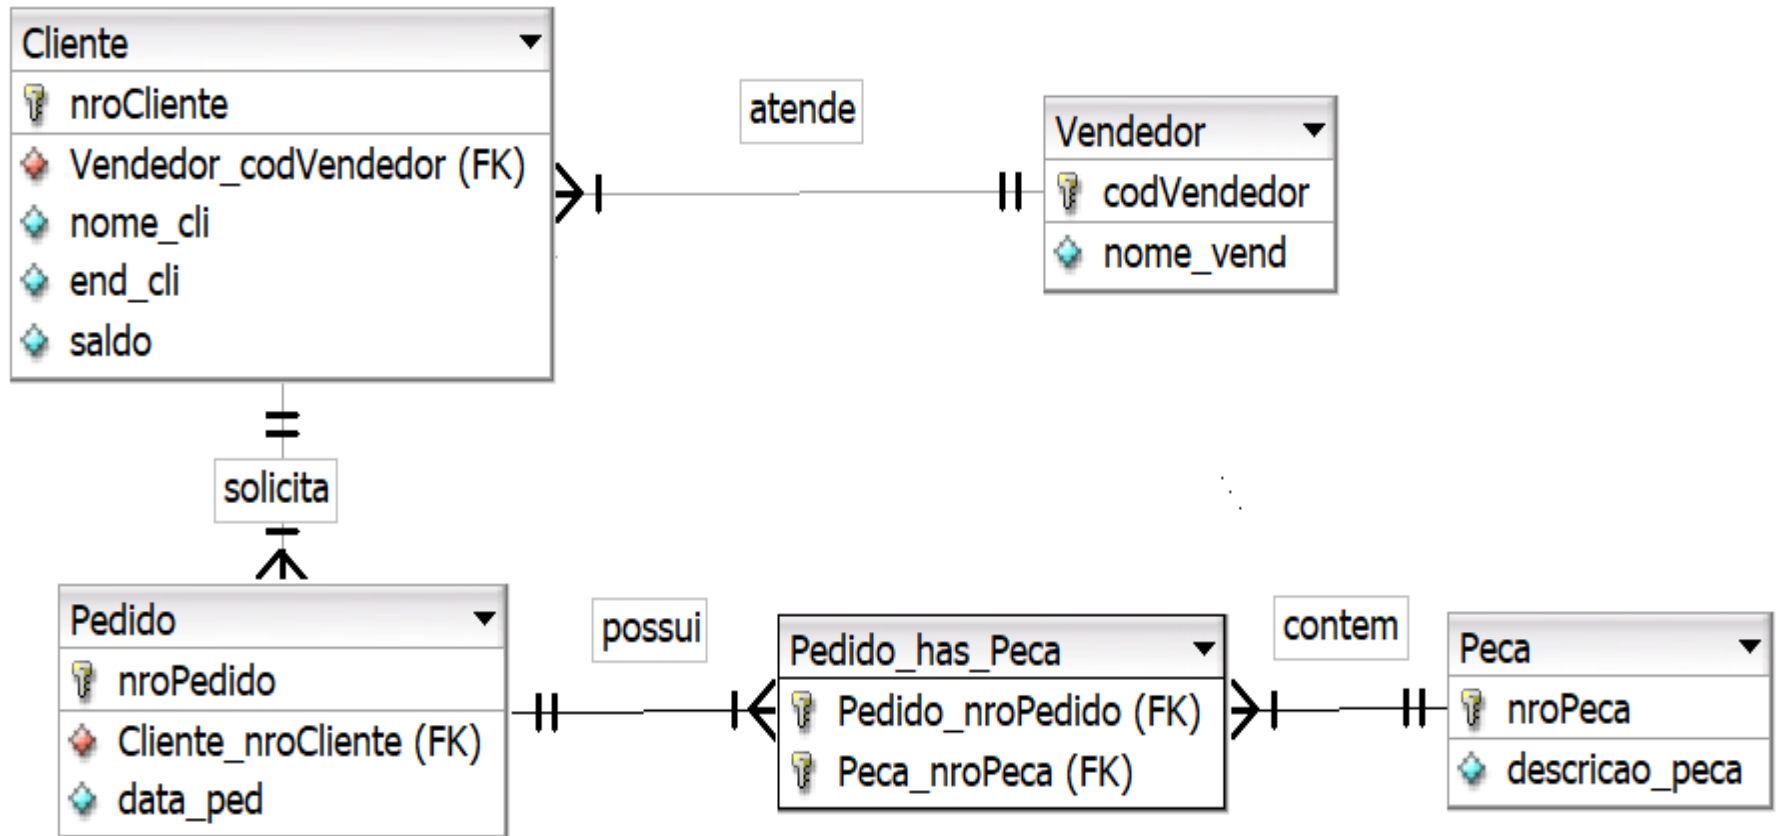 Cliente
nroCliente
Vendedor_codVendedor (FK)
nome_cli
end_cli
saldo
atende
Vendedor
codVendedor
nome_vend
solicita
Pedido
nroPedido
Cliente_nroCliente (FK)
data_ped
possui
Pedido_has_Peca
Pedido_nroPedido (FK)
Peca_nroPeca (FK)
contem
Peca
nroPeca
descricao_peca